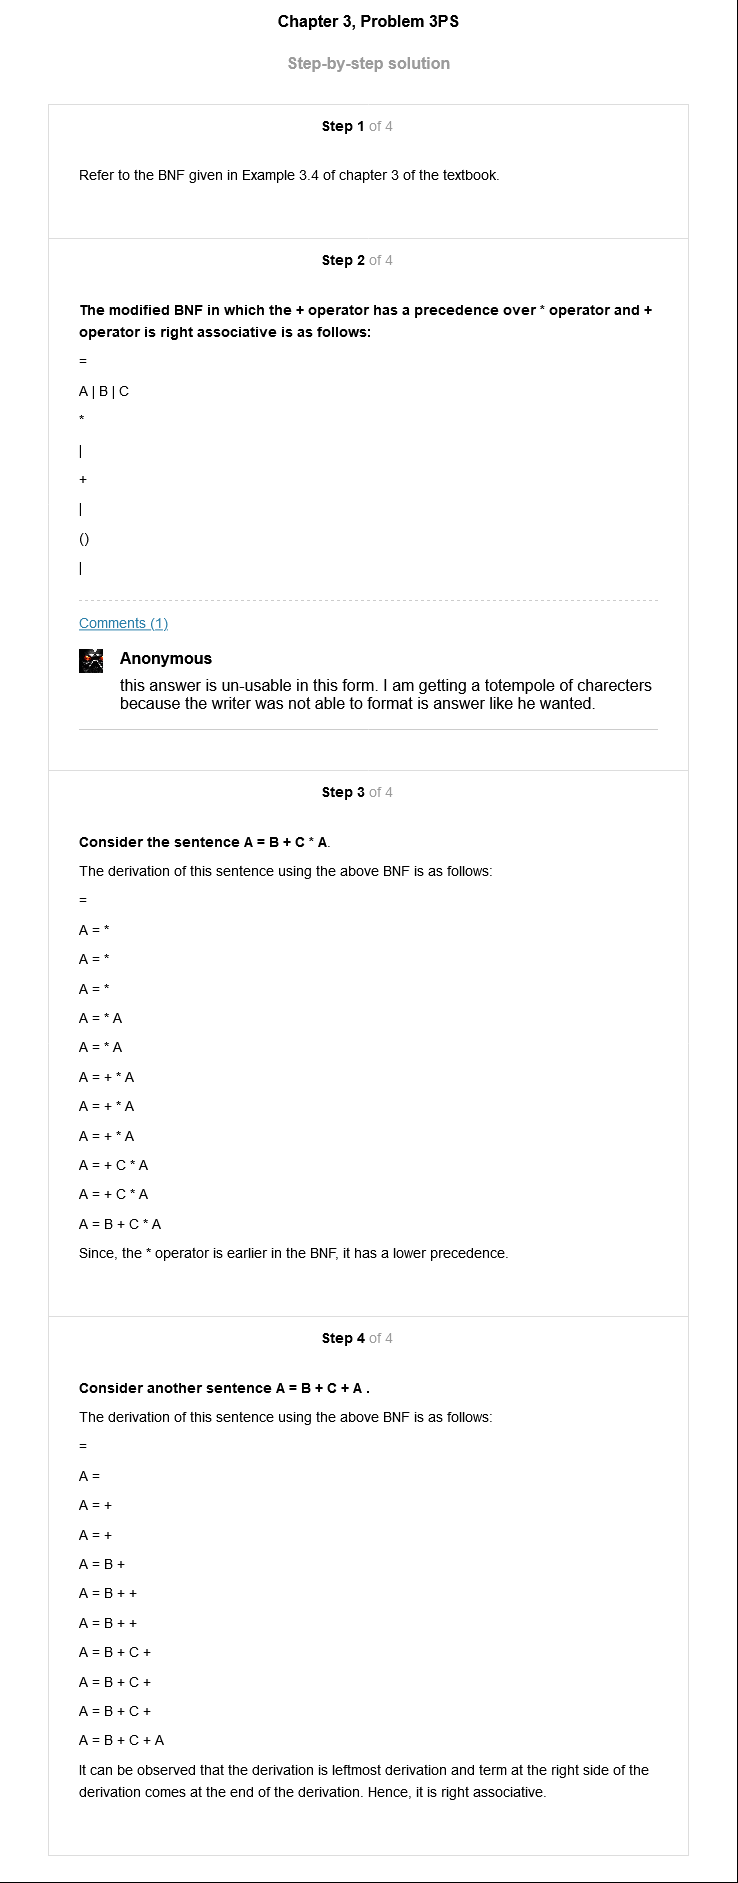 Chapter 3, Problem 3PS
Step-by-step solution
Step 1 of 4
Refer to the BNF given in Example 3.4 of chapter 3 of the textbook.
Step 2 of 4
The modified BNF in which the + operator has a precedence over * operator and +
operator is right associative is as follows:
=
A | B | C
*
|
+
|
()
|
Comments (1)
Anonymous
this answer is un-usable in this form. I am getting a totempole of charecters
because the writer was not able to format is answer like he wanted.
Step 3 of 4
Consider the sentence A = B + C * A.
The derivation of this sentence using the above BNF is as follows:
=
A = *
A = *
A = *
A = * A
A = * A
A = + * A
A = + * A
A = + * A
A = + C * A
A = + C * A
A = B + C * A
Since, the * operator is earlier in the BNF, it has a lower precedence.
Step 4 of 4
Consider another sentence A = B + C + A .
The derivation of this sentence using the above BNF is as follows:
=
A =
A = +
A = +
A = B +
A = B + +
A = B + +
A = B + C +
A = B + C +
A = B + C +
A = B + C + A
It can be observed that the derivation is leftmost derivation and term at the right side of the
derivation comes at the end of the derivation. Hence, it is right associative.